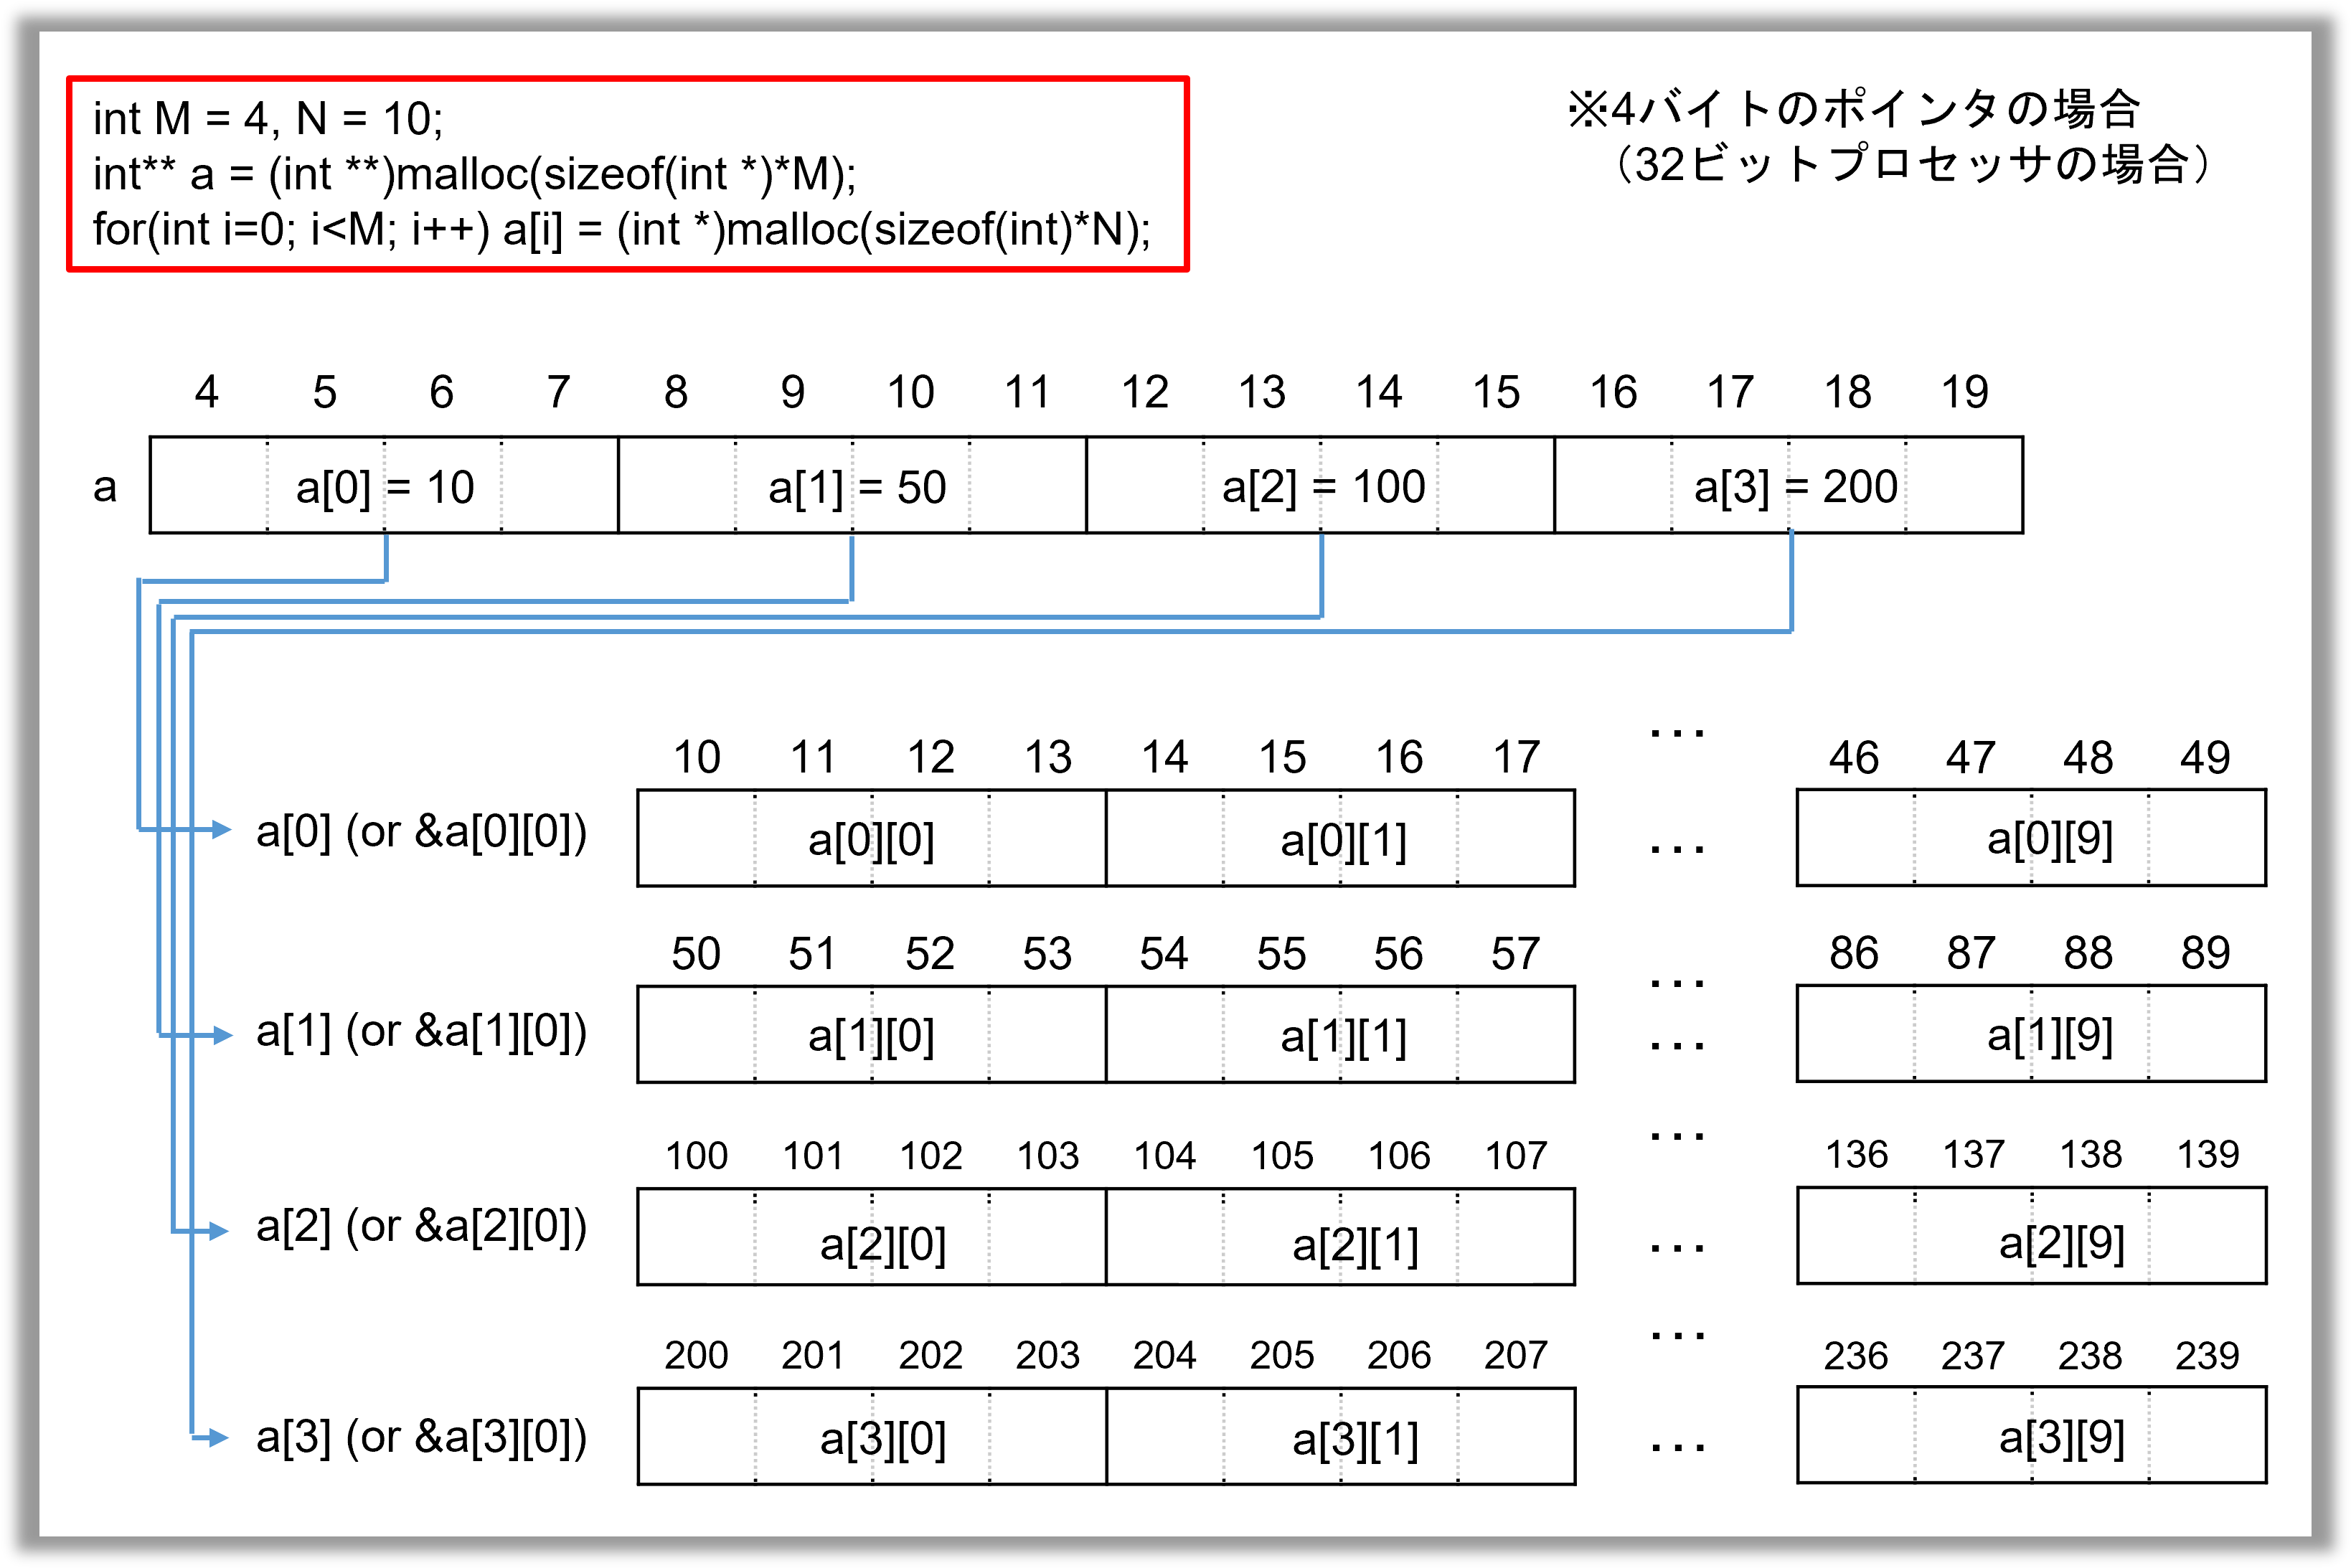 int M = 4, N = 10;
int** a = (int **)malloc(sizeof(int *)*M);
for(int i=0; i<M; i++) a[i] = (int *)malloc(sizeof(int)*N);
※4バイトのポインタの場合
（32ビットプロセッサの場合）
4 5 6 7 8 9 10 11 12 13 14 15 16 17 18 19
a a[0] = 10 a[1] = 50 a[2] = 100 a[3] = 200
10 11 12 13 14 15 16 17 … 46 47 48 49
a[0] (or &a[0][0]) a[0][0] a[0][1] … a[0][9]
50 51 52 53 54 55 56 57 … 86 87 88 89
a[1] (or &a[1][0]) a[1][0] a[1][1] … a[1][9]
100 101 102 103 104 105 106 107 … 136 137 138 139
a[2] (or &a[2][0]) a[2][0] a[2][1] … a[2][9]
200 201 202 203 204 205 206 207 … 236 237 238 239
a[3] (or &a[3][0]) a[3][0] a[3][1] … a[3][9]